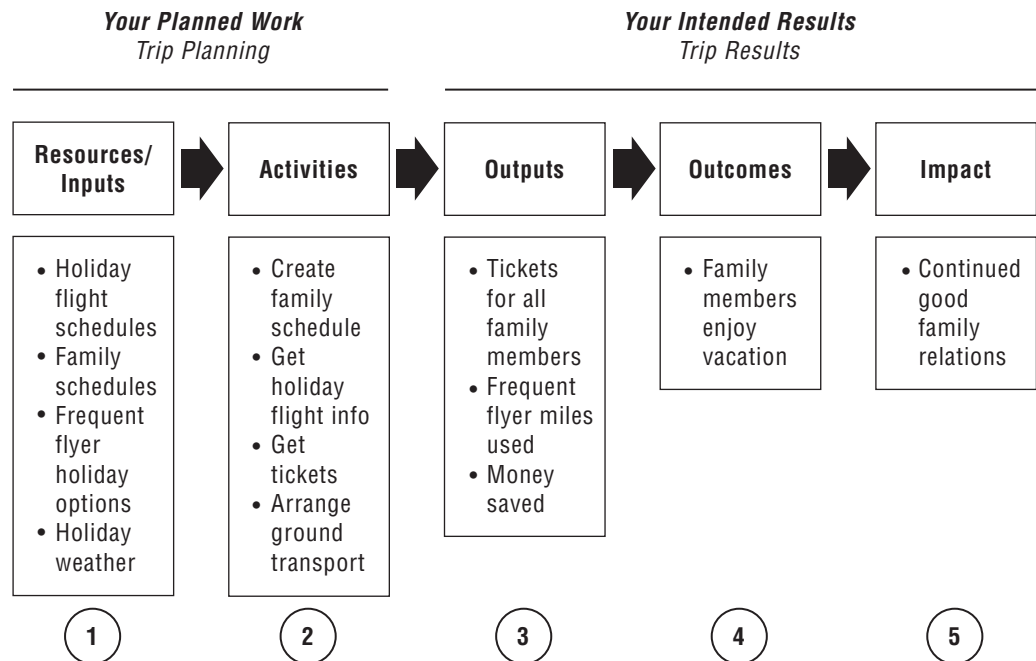 Your Planned Work
Trip Planning
Your Intended Results
Trip Results
Resources/
Inputs
Activities
Outputs
Outcomes
Impact
• Holiday
flight
schedules
• Family
schedules
• Frequent
flyer
holiday
options
• Holiday
weather
• Create
family
schedule
• Get
holiday
flight info
• Get
tickets
• Arrange
ground
transport
• Tickets
for all
family
members
• Frequent
flyer miles
used
• Money
saved
• Family
members
enjoy
vacation
• Continued
good
family
relations
1
2
3
4
5